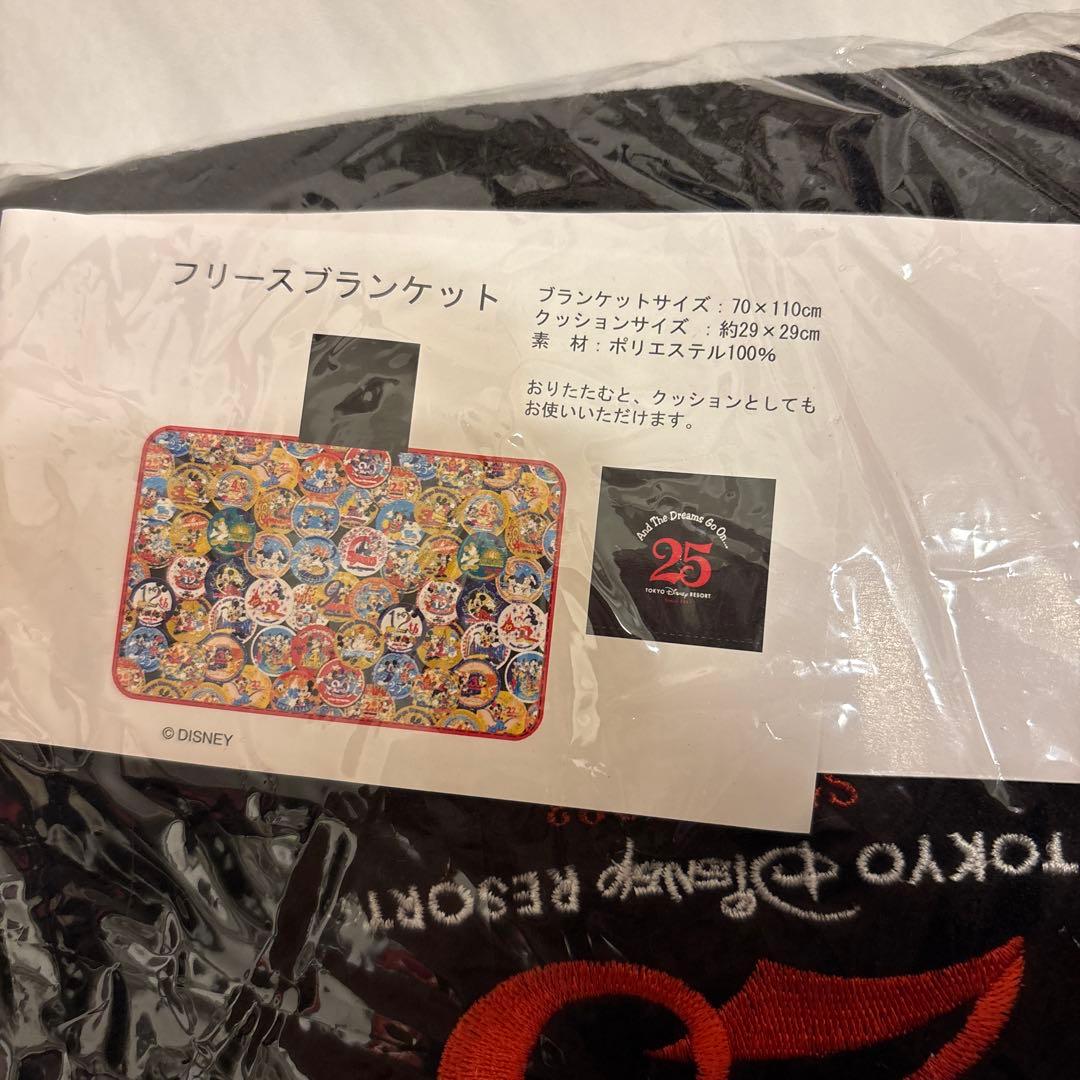 フリースブランケット
ブランケットサイズ：70×110cm
クッションサイズ ：約29×29cm
素　材：ポリエステル100%
おりたたむと、クッションとしても
お使いいただけます。
And The Dreams Go On...
25
TOKYO Disney RESORT
© DISNEY
TOKYO Disney RESORT